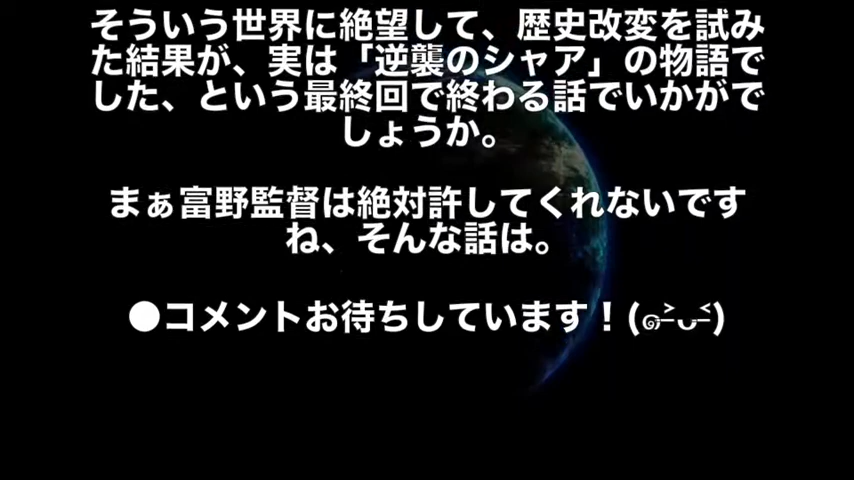 そういう世界に絶望して、歴史改変を試み
た結果が、実は「逆襲のシャア」の物語で
した、という最終回で終わる話でいかがで
しょうか。
まぁ富野監督は絶対許してくれないです
ね、そんな話は。
●コメントお待ちしています！(๑˃̵ᴗ˂̵)